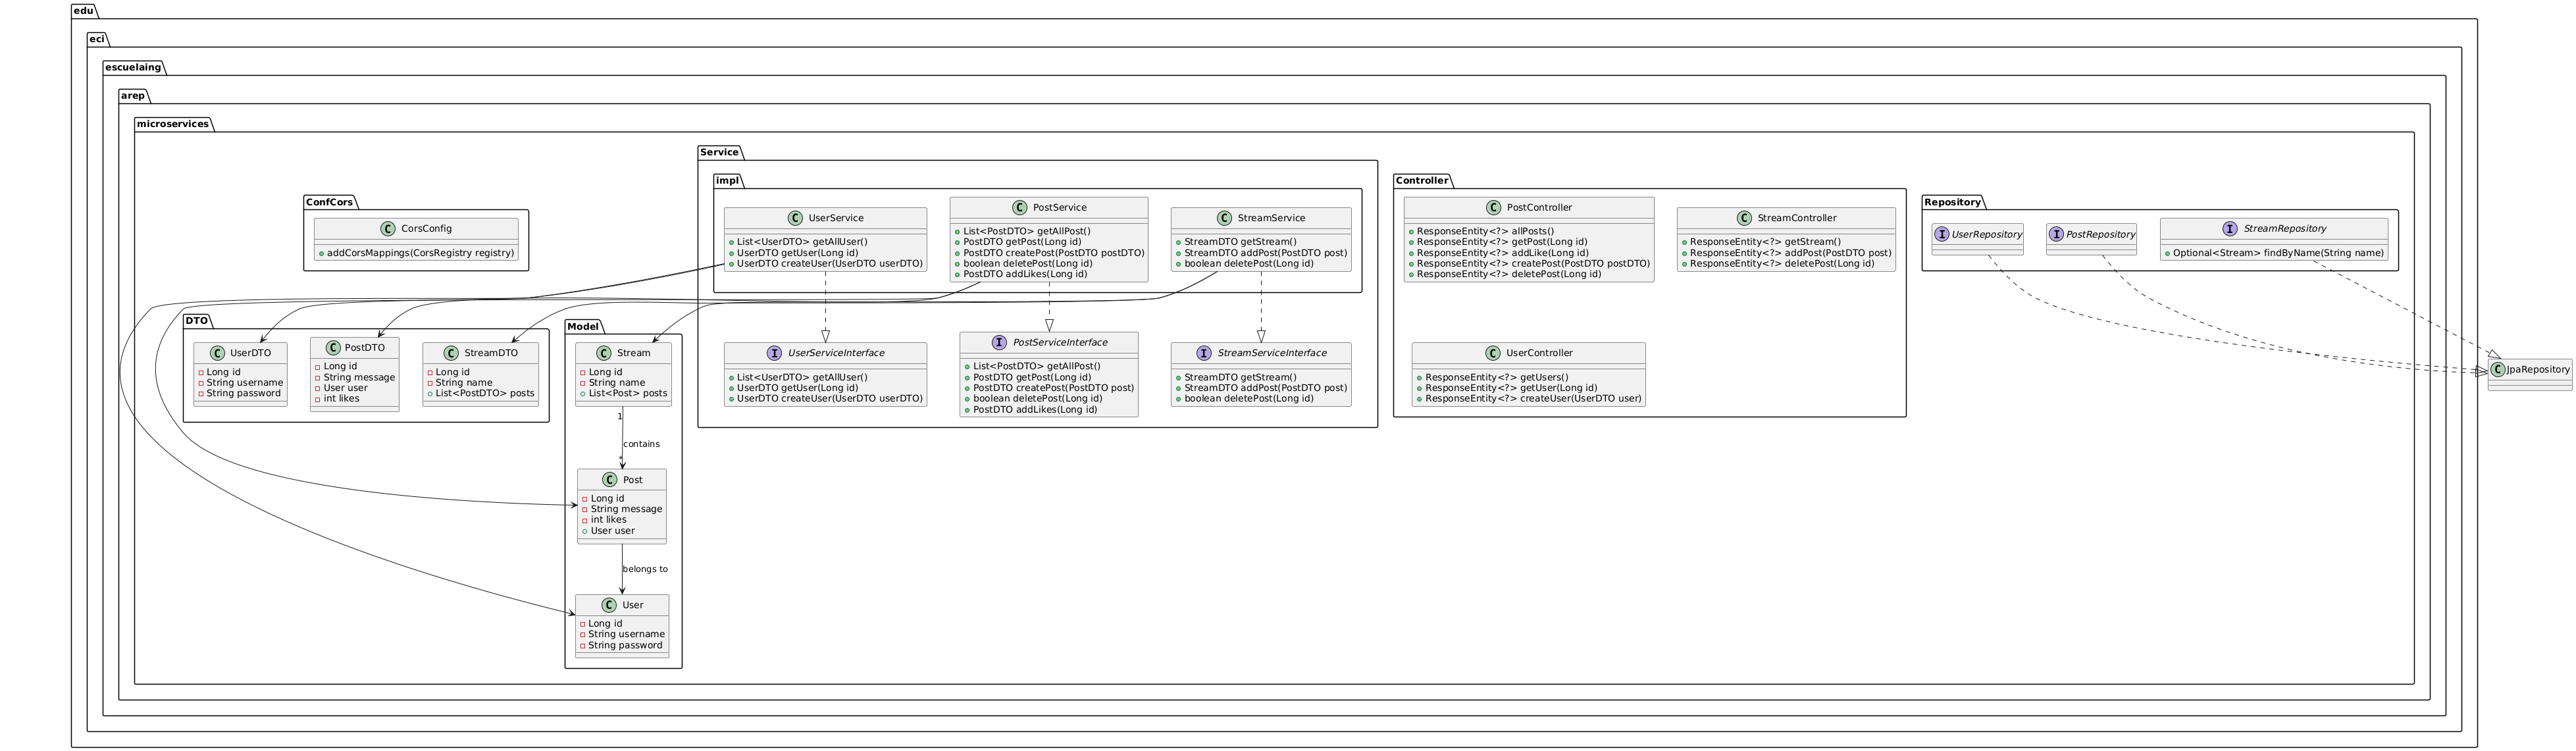 edu
eci
escuelaing
arep
microservices
ConfCors
C CorsConfig
addCorsMappings(CorsRegistry registry)
Service
impl
C UserService
List<UserDTO> getAllUser()
UserDTO getUser(Long id)
UserDTO createUser(UserDTO userDTO)
C PostService
List<PostDTO> getAllPost()
PostDTO getPost(Long id)
PostDTO createPost(PostDTO postDTO)
boolean deletePost(Long id)
PostDTO addLikes(Long id)
C StreamService
StreamDTO getStream()
StreamDTO addPost(PostDTO post)
boolean deletePost(Long id)
I UserServiceInterface
List<UserDTO> getAllUser()
UserDTO getUser(Long id)
UserDTO createUser(UserDTO userDTO)
I PostServiceInterface
List<PostDTO> getAllPost()
PostDTO getPost(Long id)
PostDTO createPost(PostDTO post)
boolean deletePost(Long id)
PostDTO addLikes(Long id)
I StreamServiceInterface
StreamDTO getStream()
StreamDTO addPost(PostDTO post)
boolean deletePost(Long id)
Controller
C PostController
ResponseEntity<?> allPosts()
ResponseEntity<?> getPost(Long id)
ResponseEntity<?> addLike(Long id)
ResponseEntity<?> createPost(PostDTO postDTO)
ResponseEntity<?> deletePost(Long id)
C StreamController
ResponseEntity<?> getStream()
ResponseEntity<?> addPost(PostDTO post)
ResponseEntity<?> deletePost(Long id)
C UserController
ResponseEntity<?> getUsers()
ResponseEntity<?> getUser(Long id)
ResponseEntity<?> createUser(UserDTO user)
Repository
I UserRepository
I PostRepository
I StreamRepository
Optional<Stream> findByName(String name)
C JpaRepository
DTO
C UserDTO
Long id
String username
String password
C PostDTO
Long id
String message
User user
int likes
C StreamDTO
Long id
String name
List<PostDTO> posts
Model
C Stream
Long id
String name
List<Post> posts
1
contains
*
C Post
Long id
String message
int likes
User user
belongs to
C User
Long id
String username
String password